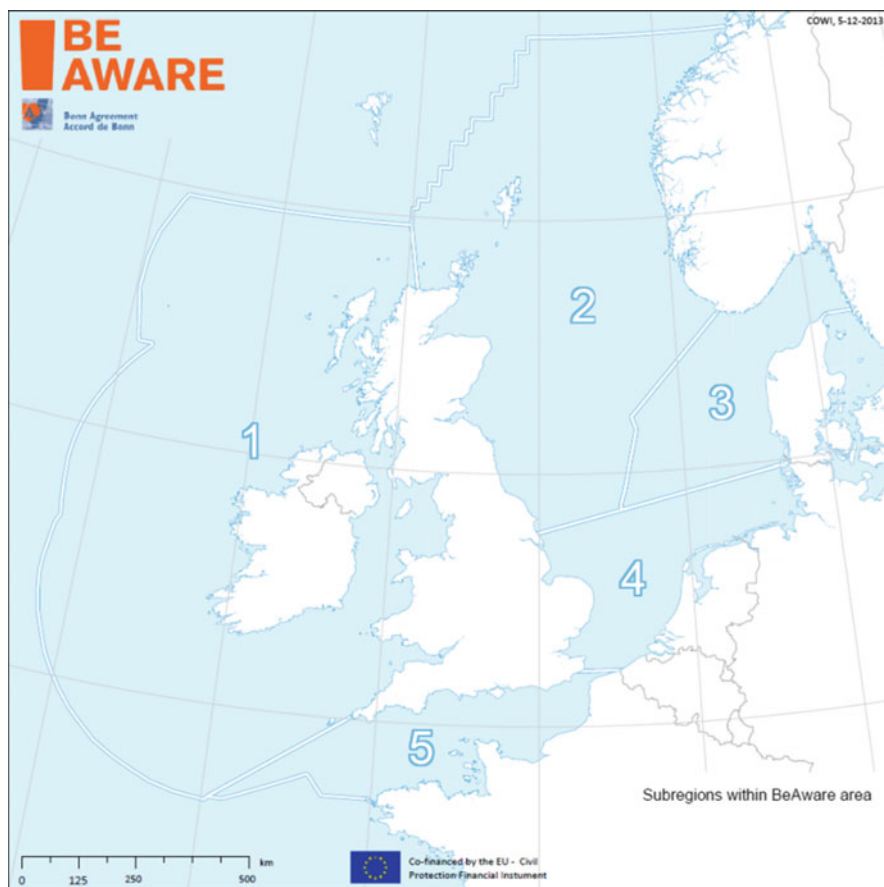 BE
AWARE
Bonn Agreement
Accord de Bonn
COWI, 5-12-2013
2
3
1
4
5
Subregions within BeAware area
0 125 250 500 km
Co-financed by the EU - Civil
Protection Financial Instument